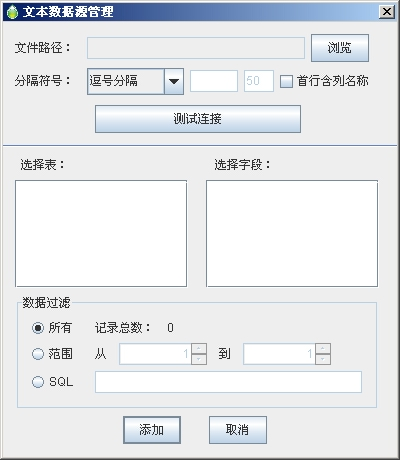 文本数据源管理
文件路径： 浏览
分隔符号： 逗号分隔 50 首行含列名称
测试连接
选择表： 选择字段：
数据过滤
所有 记录总数： 0
范围 从 1 到 1
SQL
添加 取消